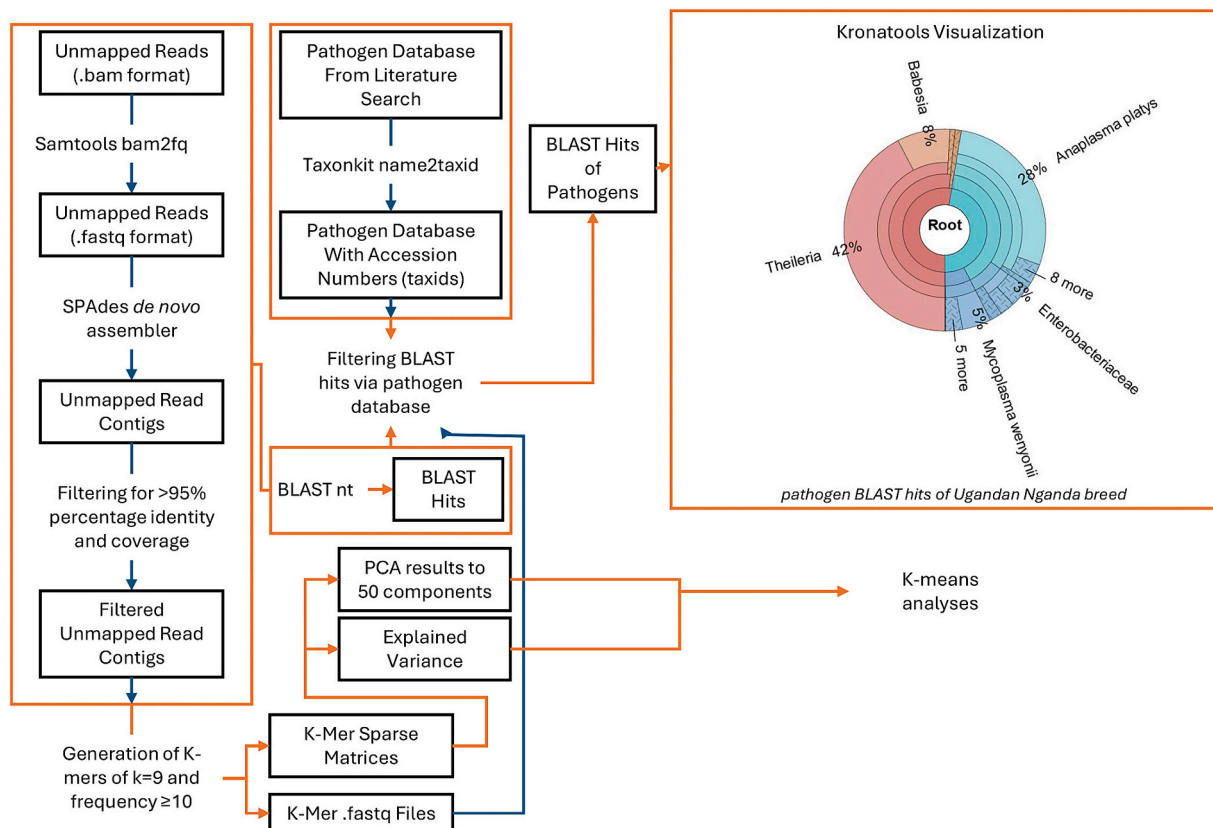 Unmapped Reads
(.bam format)
Samtools bam2fq
Unmapped Reads
(.fastq format)
SPAdes de novo
assembler
Unmapped Read
Contigs
Filtering for >95%
percentage identity
and coverage
Filtered
Unmapped Read
Contigs
Generation of K-
mers of k=9 and
frequency ≥10
Pathogen Database
From Literature
Search
Taxonkit name2taxid
Pathogen Database
With Accession
Numbers (taxids)
Filtering BLAST
hits via pathogen
database
BLAST nt
BLAST
Hits
PCA results to
50 components
Explained
Variance
K-Mer Sparse
Matrices
K-Mer .fastq Files
BLAST Hits
of
Pathogens
Kronatools Visualization
Babesia 8%
28% Anaplasma platys
Theileria 42%
Root
8 more
3% Enterobacteriaceae
5% Mycoplasma wenyonii
5 more
pathogen BLAST hits of Ugandan Nganda breed
K-means
analyses